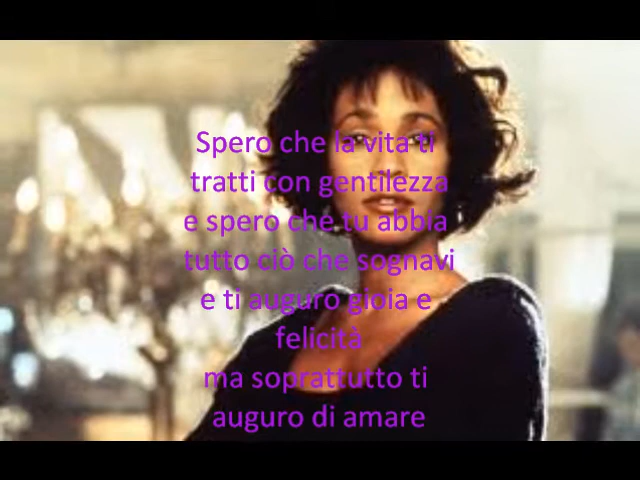 Spero che la vita ti
tratti con gentilezza
e spero che tu abbia
tutto ciò che sognavi
e ti auguro gioia e
felicità
ma soprattutto ti
auguro di amare